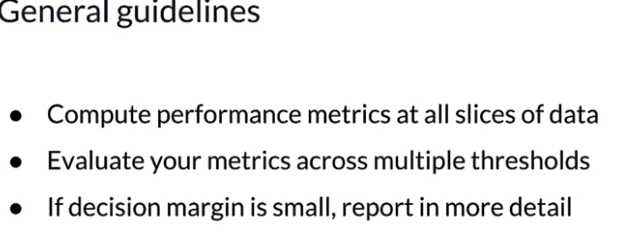 General guidelines
● Compute performance metrics at all slices of data
● Evaluate your metrics across multiple thresholds
● If decision margin is small, report in more detail